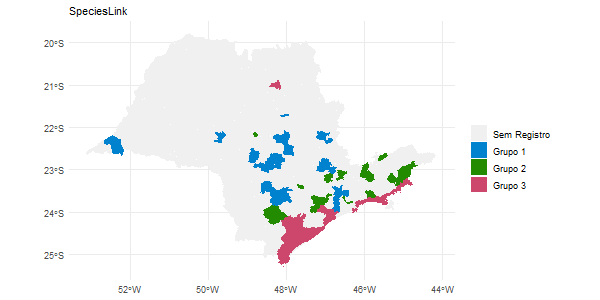 SpeciesLink
20°S
21°S
22°S
23°S
24°S
25°S
52°W
50°W
48°W
46°W
44°W
Sem Registro
Grupo 1
Grupo 2
Grupo 3